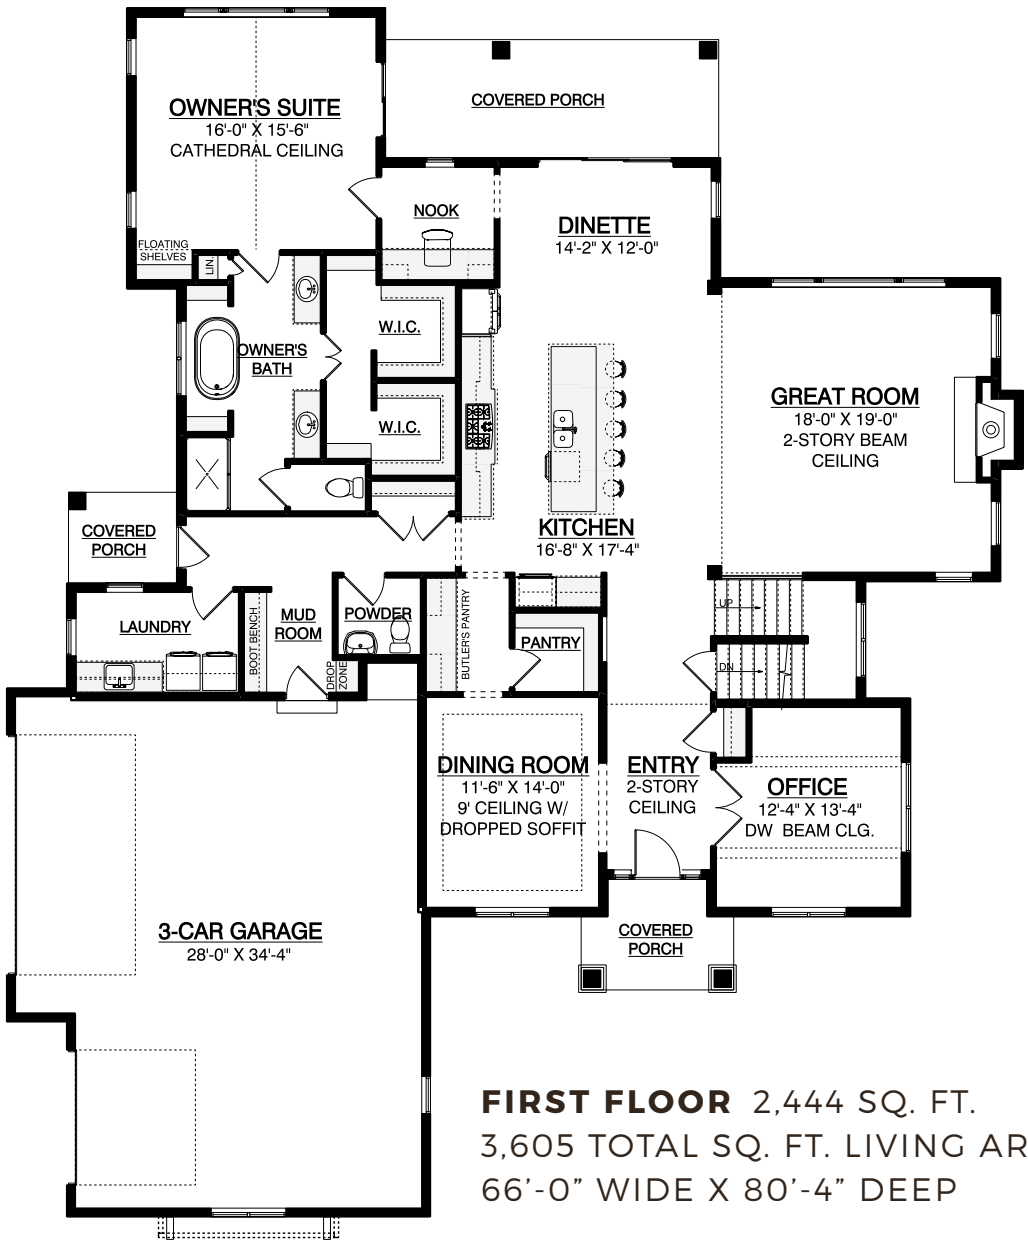 OWNER'S SUITE
16'-0" X 15'-6"
CATHEDRAL CEILING
COVERED PORCH
NOOK
DINETTE
14'-2" X 12'-0"
FLOATING
SHELVES
LIN.
W.I.C.
OWNER'S
BATH
W.I.C.
GREAT ROOM
18'-0" X 19'-0"
2-STORY BEAM
CEILING
KITCHEN
16'-8" X 17'-4"
COVERED
PORCH
LAUNDRY
BOOT BENCH
MUD
ROOM
POWDER
DROP
ZONE
BUTLER'S PANTRY
PANTRY
UP
DN
DINING ROOM
11'-6" X 14'-0"
9' CEILING W/
DROPPED SOFFIT
ENTRY
2-STORY
CEILING
OFFICE
12'-4" X 13'-4"
DW BEAM CLG.
3-CAR GARAGE
28'-0" X 34'-4"
COVERED
PORCH
FIRST FLOOR 2,444 SQ. FT.
3,605 TOTAL SQ. FT. LIVING AR
66'-0” WIDE X 80'-4” DEEP